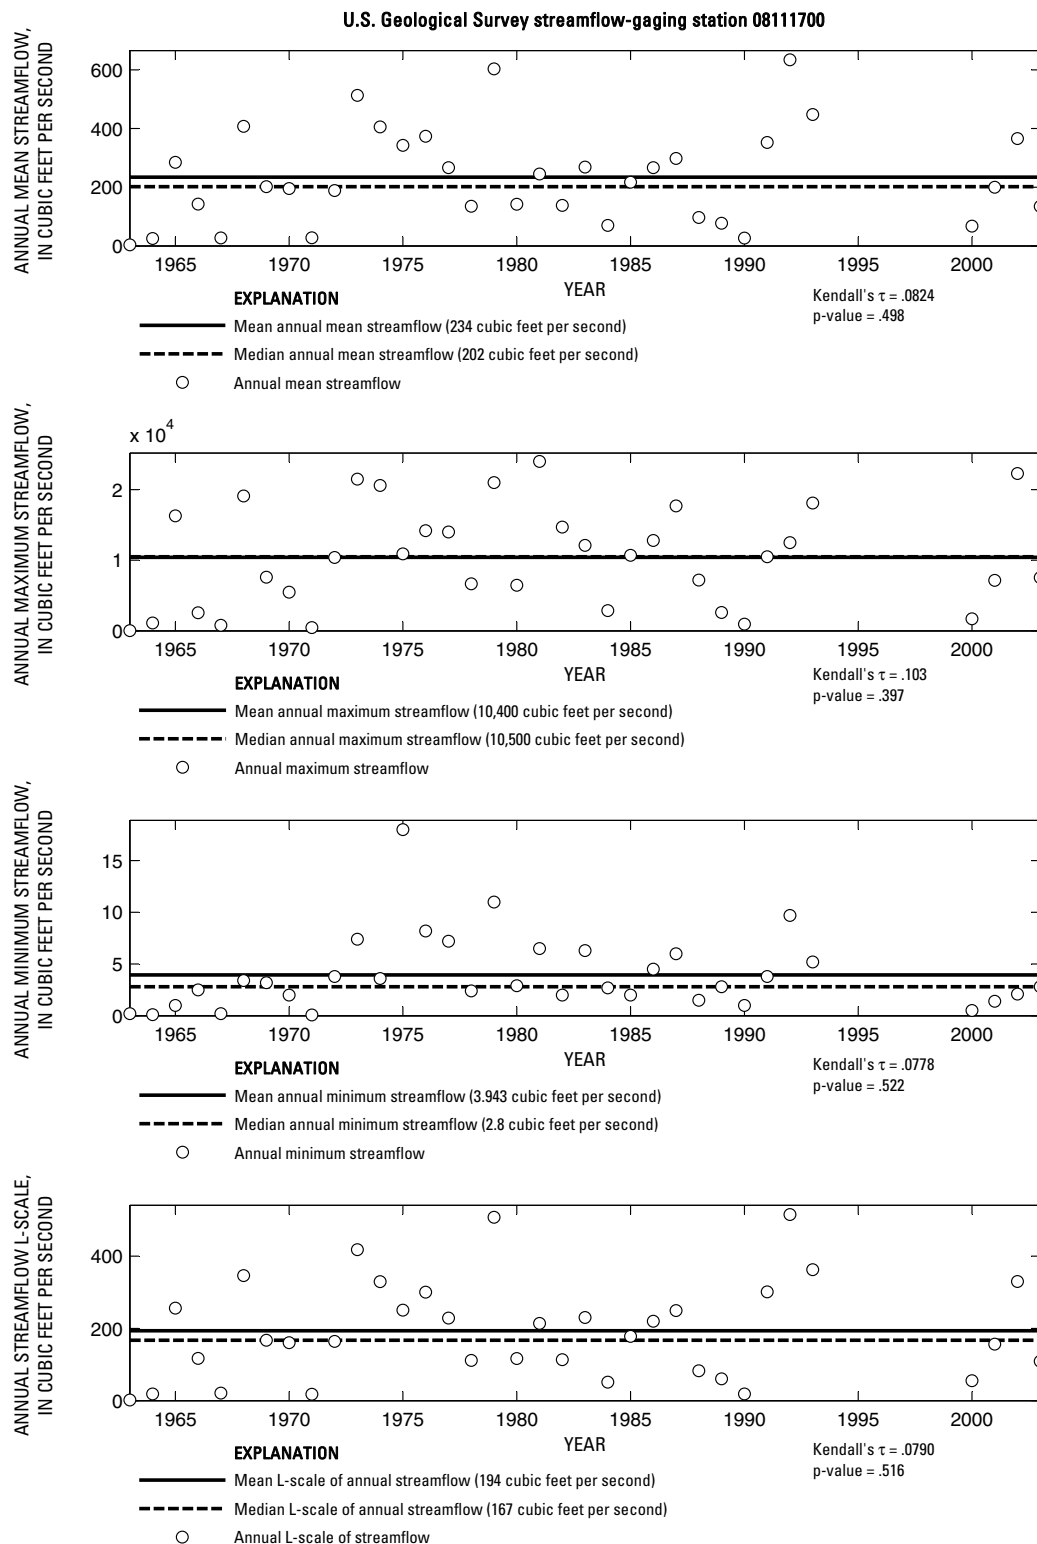 U.S. Geological Survey streamflow-gaging station 08111700
ANNUAL MEAN STREAMFLOW,
IN CUBIC FEET PER SECOND
600
400
200
0
1965 1970 1975 1980 1985 1990 1995 2000
YEAR
Kendall's τ = .0824
p-value = .498
EXPLANATION
Mean annual mean streamflow (234 cubic feet per second)
Median annual mean streamflow (202 cubic feet per second)
Annual mean streamflow
ANNUAL MAXIMUM STREAMFLOW,
IN CUBIC FEET PER SECOND
x 10^4
2
1
0
1965 1970 1975 1980 1985 1990 1995 2000
YEAR
Kendall's τ = .103
p-value = .397
EXPLANATION
Mean annual maximum streamflow (10,400 cubic feet per second)
Median annual maximum streamflow (10,500 cubic feet per second)
Annual maximum streamflow
ANNUAL MINIMUM STREAMFLOW,
IN CUBIC FEET PER SECOND
15
10
5
0
1965 1970 1975 1980 1985 1990 1995 2000
YEAR
Kendall's τ = .0778
p-value = .522
EXPLANATION
Mean annual minimum streamflow (3.943 cubic feet per second)
Median annual minimum streamflow (2.8 cubic feet per second)
Annual minimum streamflow
ANNUAL STREAMFLOW L-SCALE,
IN CUBIC FEET PER SECOND
400
200
0
1965 1970 1975 1980 1985 1990 1995 2000
YEAR
Kendall's τ = .0790
p-value = .516
EXPLANATION
Mean L-scale of annual streamflow (194 cubic feet per second)
Median L-scale of annual streamflow (167 cubic feet per second)
Annual L-scale of streamflow